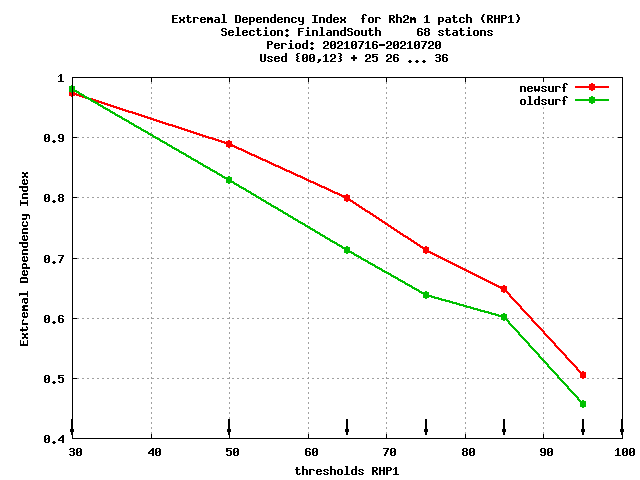 Extremal Dependency Index  for Rh2m 1 patch (RHP1)
Selection: FinlandSouth     68 stations
Period: 20210716-20210720
Used {00,12} + 25 26 ... 36
newsurf
oldsurf
1
0.9
0.8
0.7
0.6
0.5
0.4
Extremal Dependency Index
30 40 50 60 70 80 90 100
thresholds RHP1